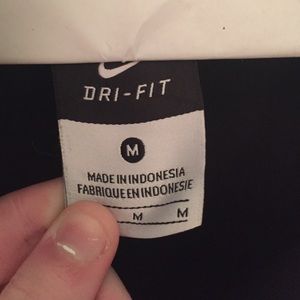 DRI-FIT
M
MADE IN INDONESIA
FABRIQUE EN INDONESIE
M M